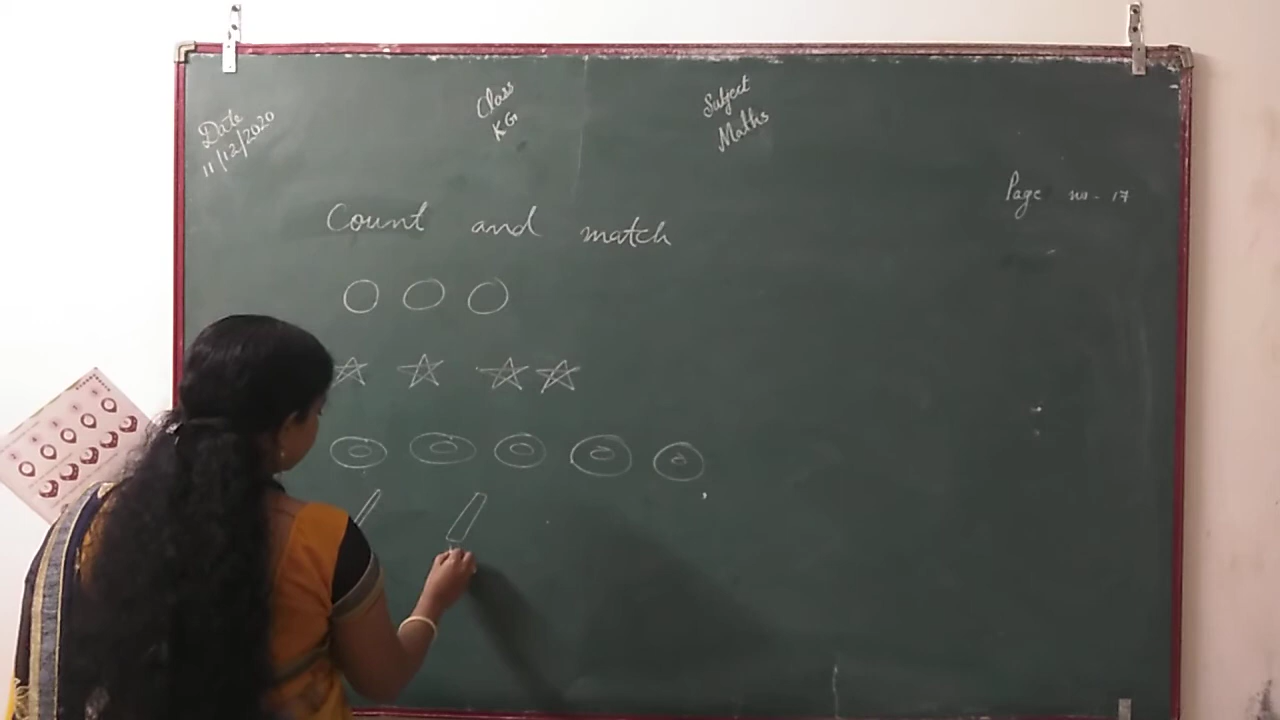 Date
11/12/2020
Class
KG
Subject
Maths
Page no - 17
Count and match